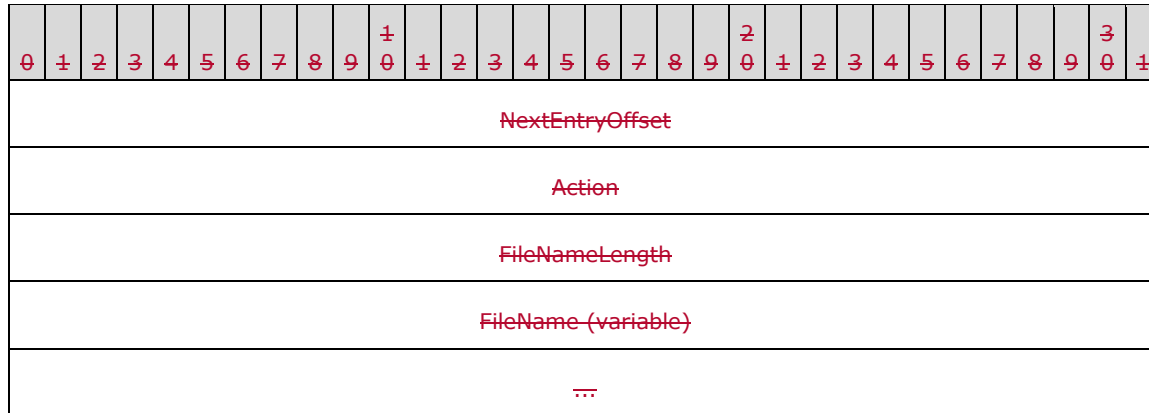 0 1 2 3 4 5 6 7 8 9 1 0 1 2 3 4 5 6 7 8 9 2 0 1 2 3 4 5 6 7 8 9 3 0 1
NextEntryOffset
Action
FileNameLength
FileName (variable)
...